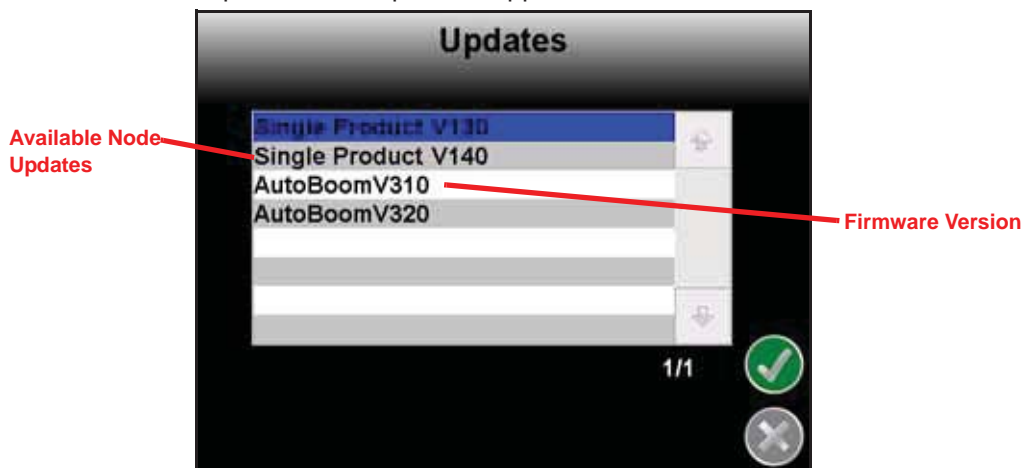 Updates
Available Node
Updates
Single Product V130
Single Product V140
AutoBoomV310
AutoBoomV320
Firmware Version
1/1